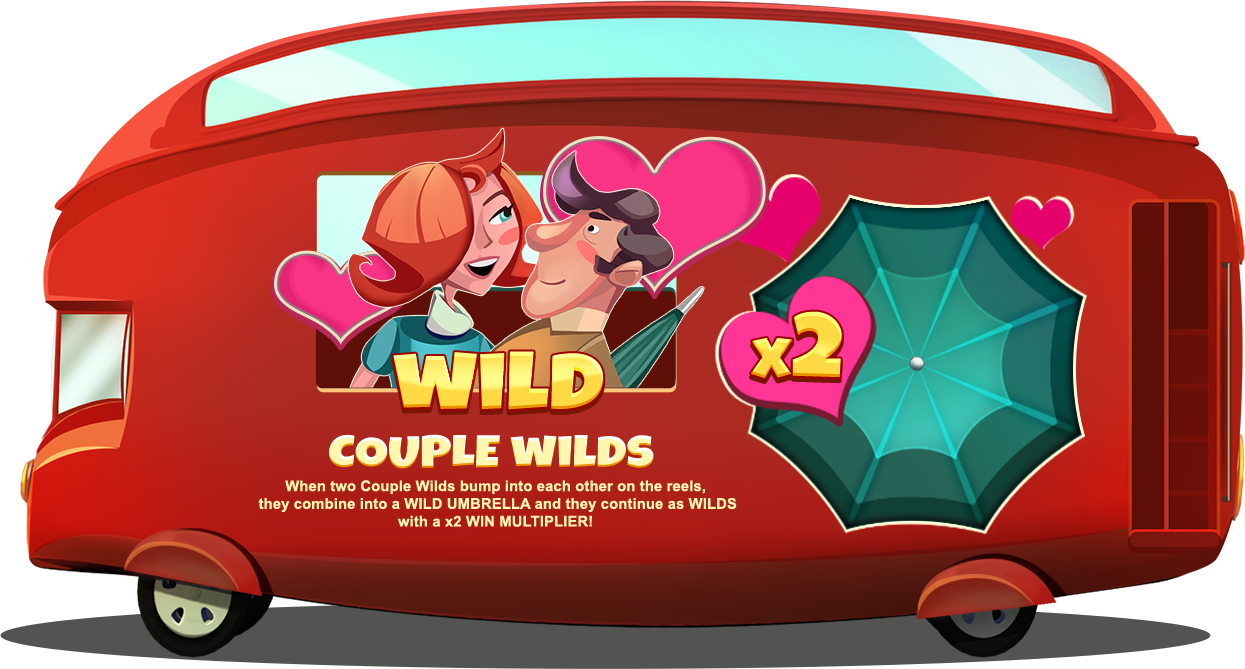 x2
WILD
COUPLE WILDS
When two Couple Wilds bump into each other on the reels,
they combine into a WILD UMBRELLA and they continue as WILDS
with a x2 WIN MULTIPLIER!